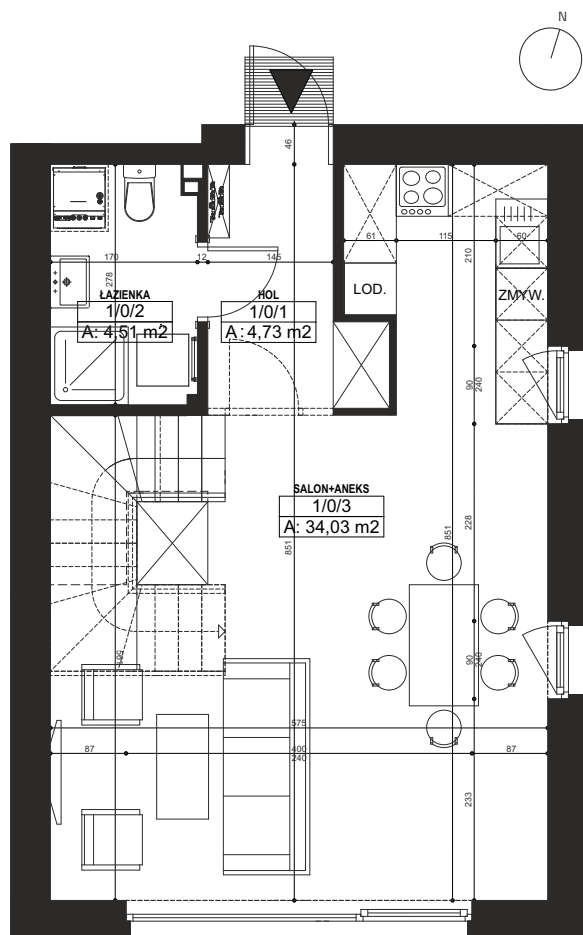 N
46
61
115
60
210
170
12
145
278
LOD.
ZMYW.
ŁAZIENKA
1/0/2
A: 4,51 m2
HOL
1/0/1
A: 4,73 m2
90
240
SALON+ANEKS
1/0/3
A: 34,03 m2
851
851
228
90
240
561
575
87
400
240
87
233